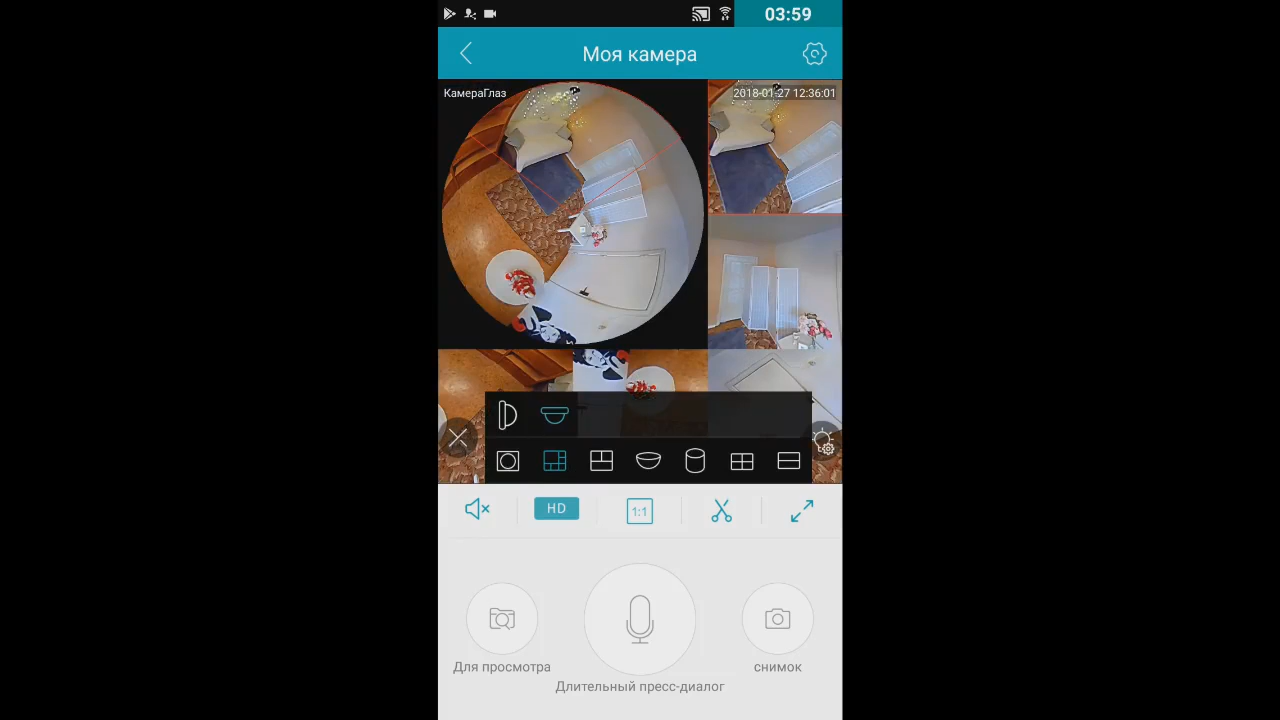 03:59
Моя камера
КамераГлаз
2018-01-27 12:36:01
HD
1:1
Для просмотра
снимок
Длительный пресс-диалог